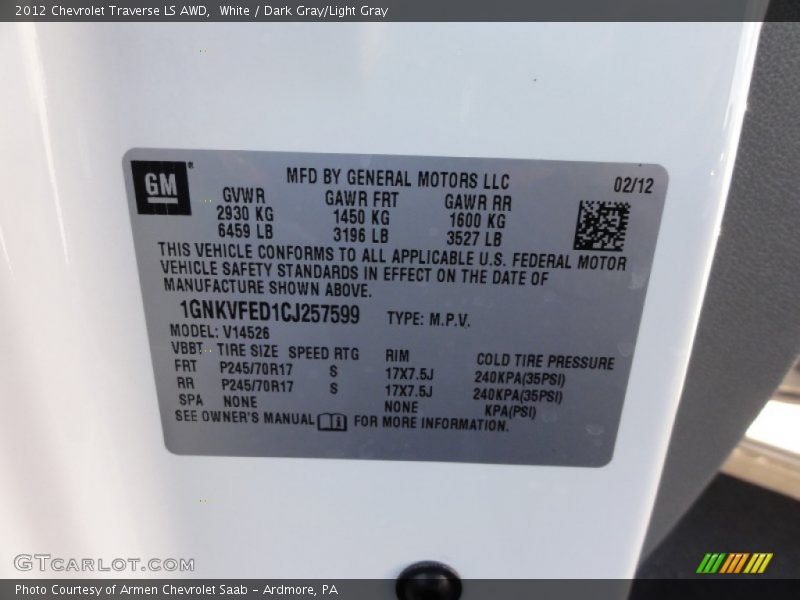 2012 Chevrolet Traverse LS AWD,  White / Dark Gray/Light Gray
GM®
MFD BY GENERAL MOTORS LLC 02/12
GVWR GAWR FRT GAWR RR
2930 KG 1450 KG 1600 KG
6459 LB 3196 LB 3527 LB
THIS VEHICLE CONFORMS TO ALL APPLICABLE U.S. FEDERAL MOTOR
VEHICLE SAFETY STANDARDS IN EFFECT ON THE DATE OF
MANUFACTURE SHOWN ABOVE.
1GNKVFED1CJ257599 TYPE: M.P.V.
MODEL: V14526
VBBT TIRE SIZE SPEED RTG RIM COLD TIRE PRESSURE
FRT P245/70R17 S 17X7.5J 240KPA(35PSI)
RR P245/70R17 S 17X7.5J 240KPA(35PSI)
SPA NONE NONE KPA(PSI)
SEE OWNER'S MANUAL FOR MORE INFORMATION.
GTCARLOT.COM
Photo Courtesy of Armen Chevrolet Saab - Ardmore, PA